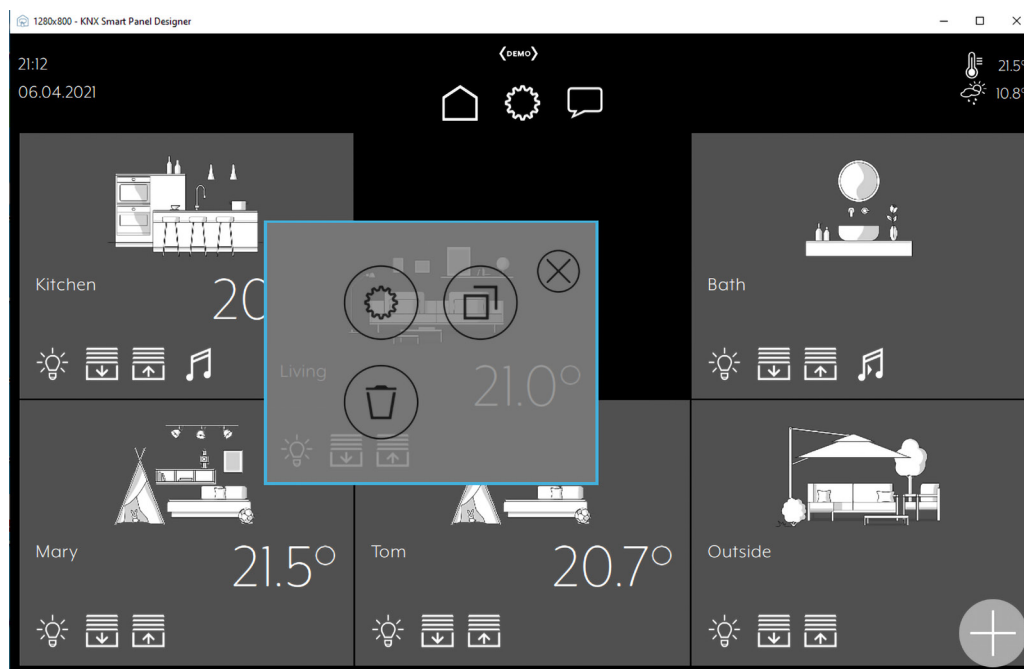 1280x800 - KNX Smart Panel Designer
DEMO
21:12
06.04.2021
21.5°
10.8°
Kitchen
20
Bath
Living
21.0°
Mary
21.5°
Tom
20.7°
Outside